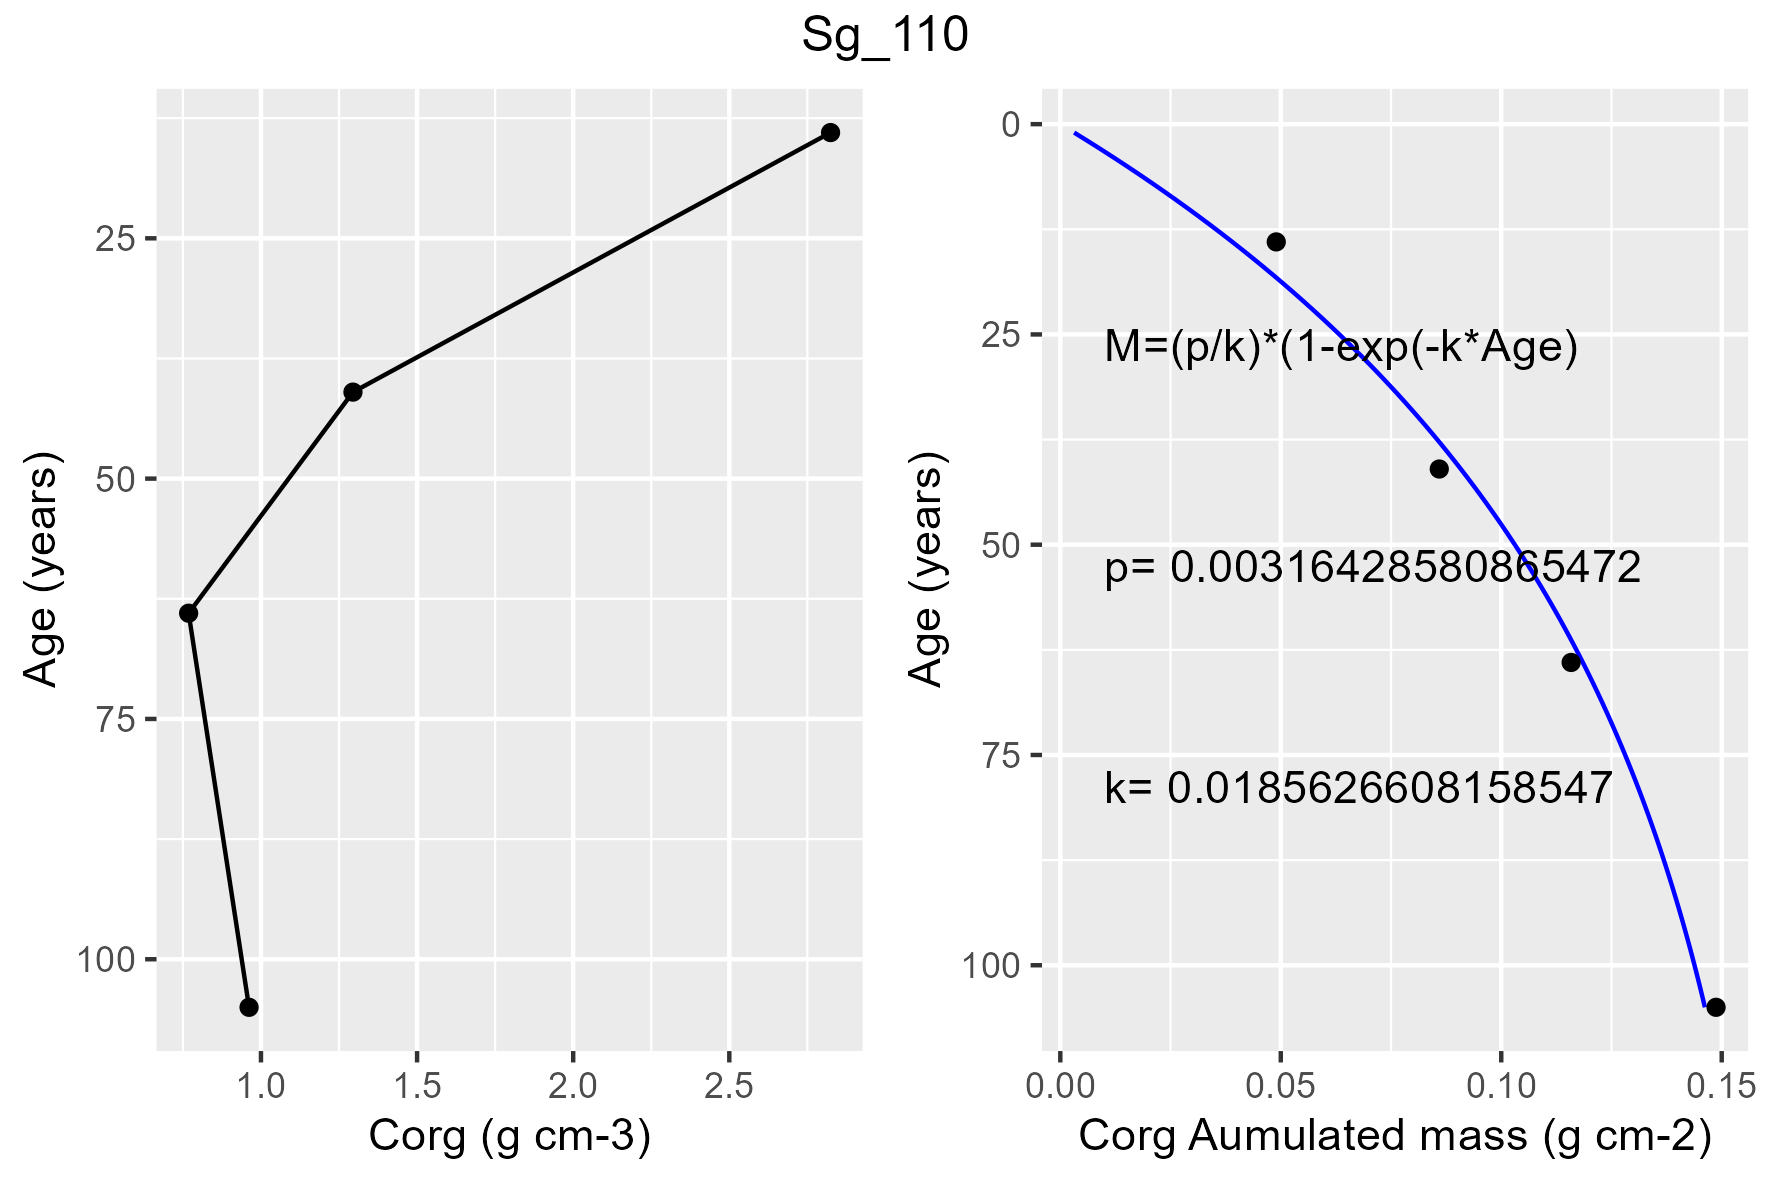 Sg_110
Age (years)
25
50
75
100
1.0
1.5
2.0
2.5
Corg (g cm-3)
Age (years)
0
25
50
75
100
M=(p/k)*(1-exp(-k*Age)
p= 0.00316428580865472
k= 0.0185626608158547
0.00
0.05
0.10
0.15
Corg Aumulated mass (g cm-2)